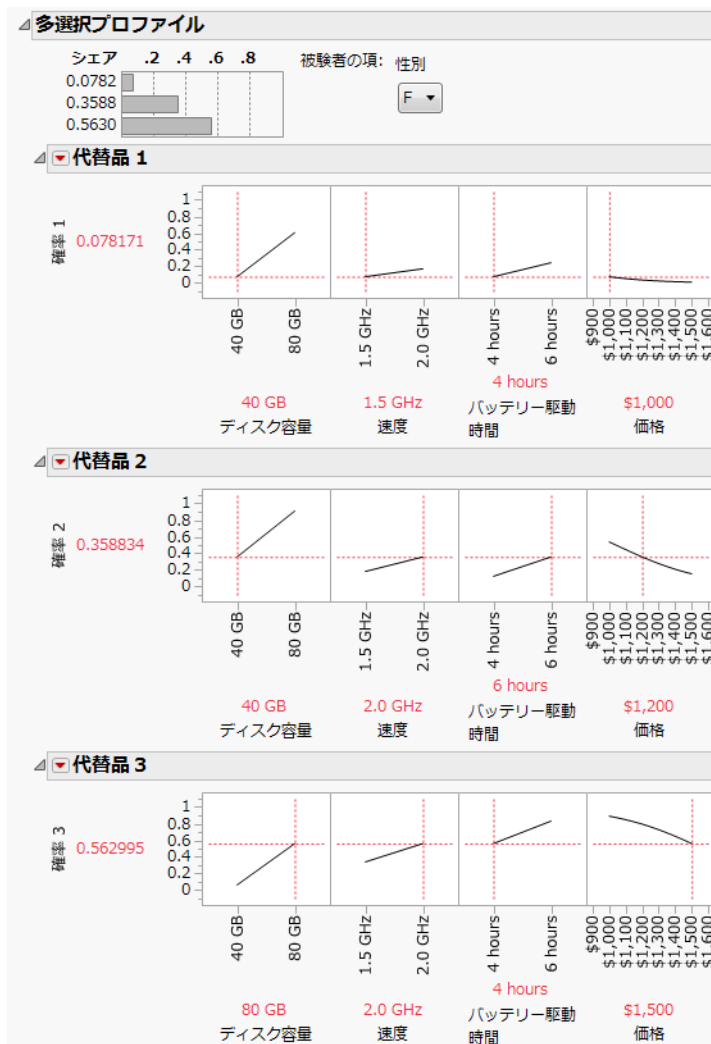 多選択プロファイル
シェア .2 .4 .6 .8 被験者の項: 性別
0.0782
0.3588
0.5630
F
代替品 1
確率 1
0.078171
1
0.8
0.6
0.4
0.2
0
40 GB 80 GB 1.5 GHz 2.0 GHz 4 hours 6 hours $900 $1,000 $1,100 $1,200 $1,300 $1,400 $1,500 $1,600
40 GB 1.5 GHz 4 hours $1,000
ディスク容量 速度 バッテリー駆動時間 価格
代替品 2
確率 2
0.358834
1
0.8
0.6
0.4
0.2
0
40 GB 80 GB 1.5 GHz 2.0 GHz 4 hours 6 hours $900 $1,000 $1,100 $1,200 $1,300 $1,400 $1,500 $1,600
40 GB 2.0 GHz 6 hours $1,200
ディスク容量 速度 バッテリー駆動時間 価格
代替品 3
確率 3
0.562995
1
0.8
0.6
0.4
0.2
0
40 GB 80 GB 1.5 GHz 2.0 GHz 4 hours 6 hours $900 $1,000 $1,100 $1,200 $1,300 $1,400 $1,500 $1,600
80 GB 2.0 GHz 4 hours $1,500
ディスク容量 速度 バッテリー駆動時間 価格